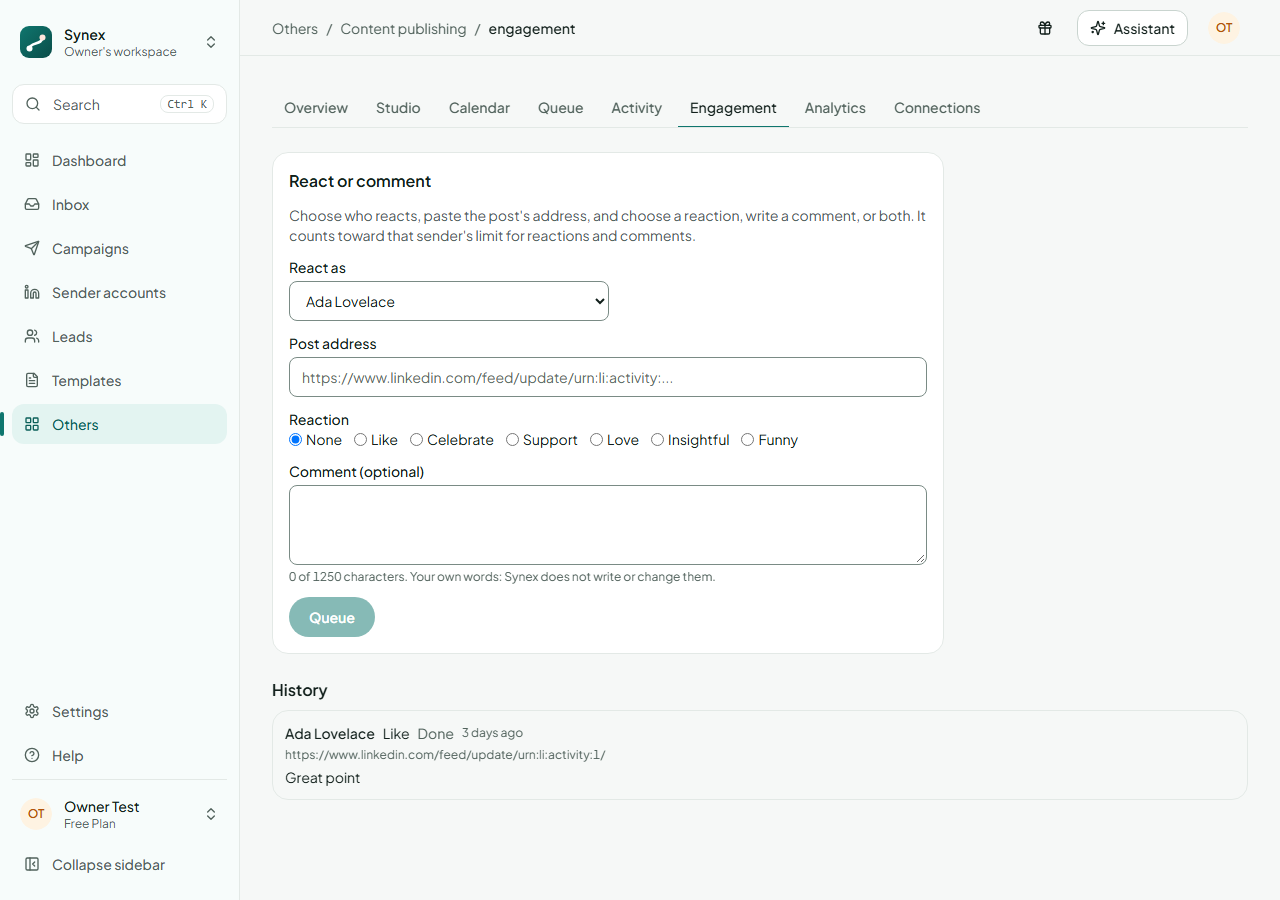 Synex
Owner's workspace
Search
Ctrl K
Dashboard
Inbox
Campaigns
Sender accounts
Leads
Templates
Others
Settings
Help
OT
Owner Test
Free Plan
Collapse sidebar
Others / Content publishing / engagement
Assistant
OT
Overview
Studio
Calendar
Queue
Activity
Engagement
Analytics
Connections
React or comment
Choose who reacts, paste the post's address, and choose a reaction, write a comment, or both. It
counts toward that sender's limit for reactions and comments.
React as
Ada Lovelace
Post address
https://www.linkedin.com/feed/update/urn:li:activity:...
Reaction
None Like Celebrate Support Love Insightful Funny
Comment (optional)
0 of 1250 characters. Your own words: Synex does not write or change them.
Queue
History
Ada Lovelace Like Done 3 days ago
https://www.linkedin.com/feed/update/urn:li:activity:1/
Great point